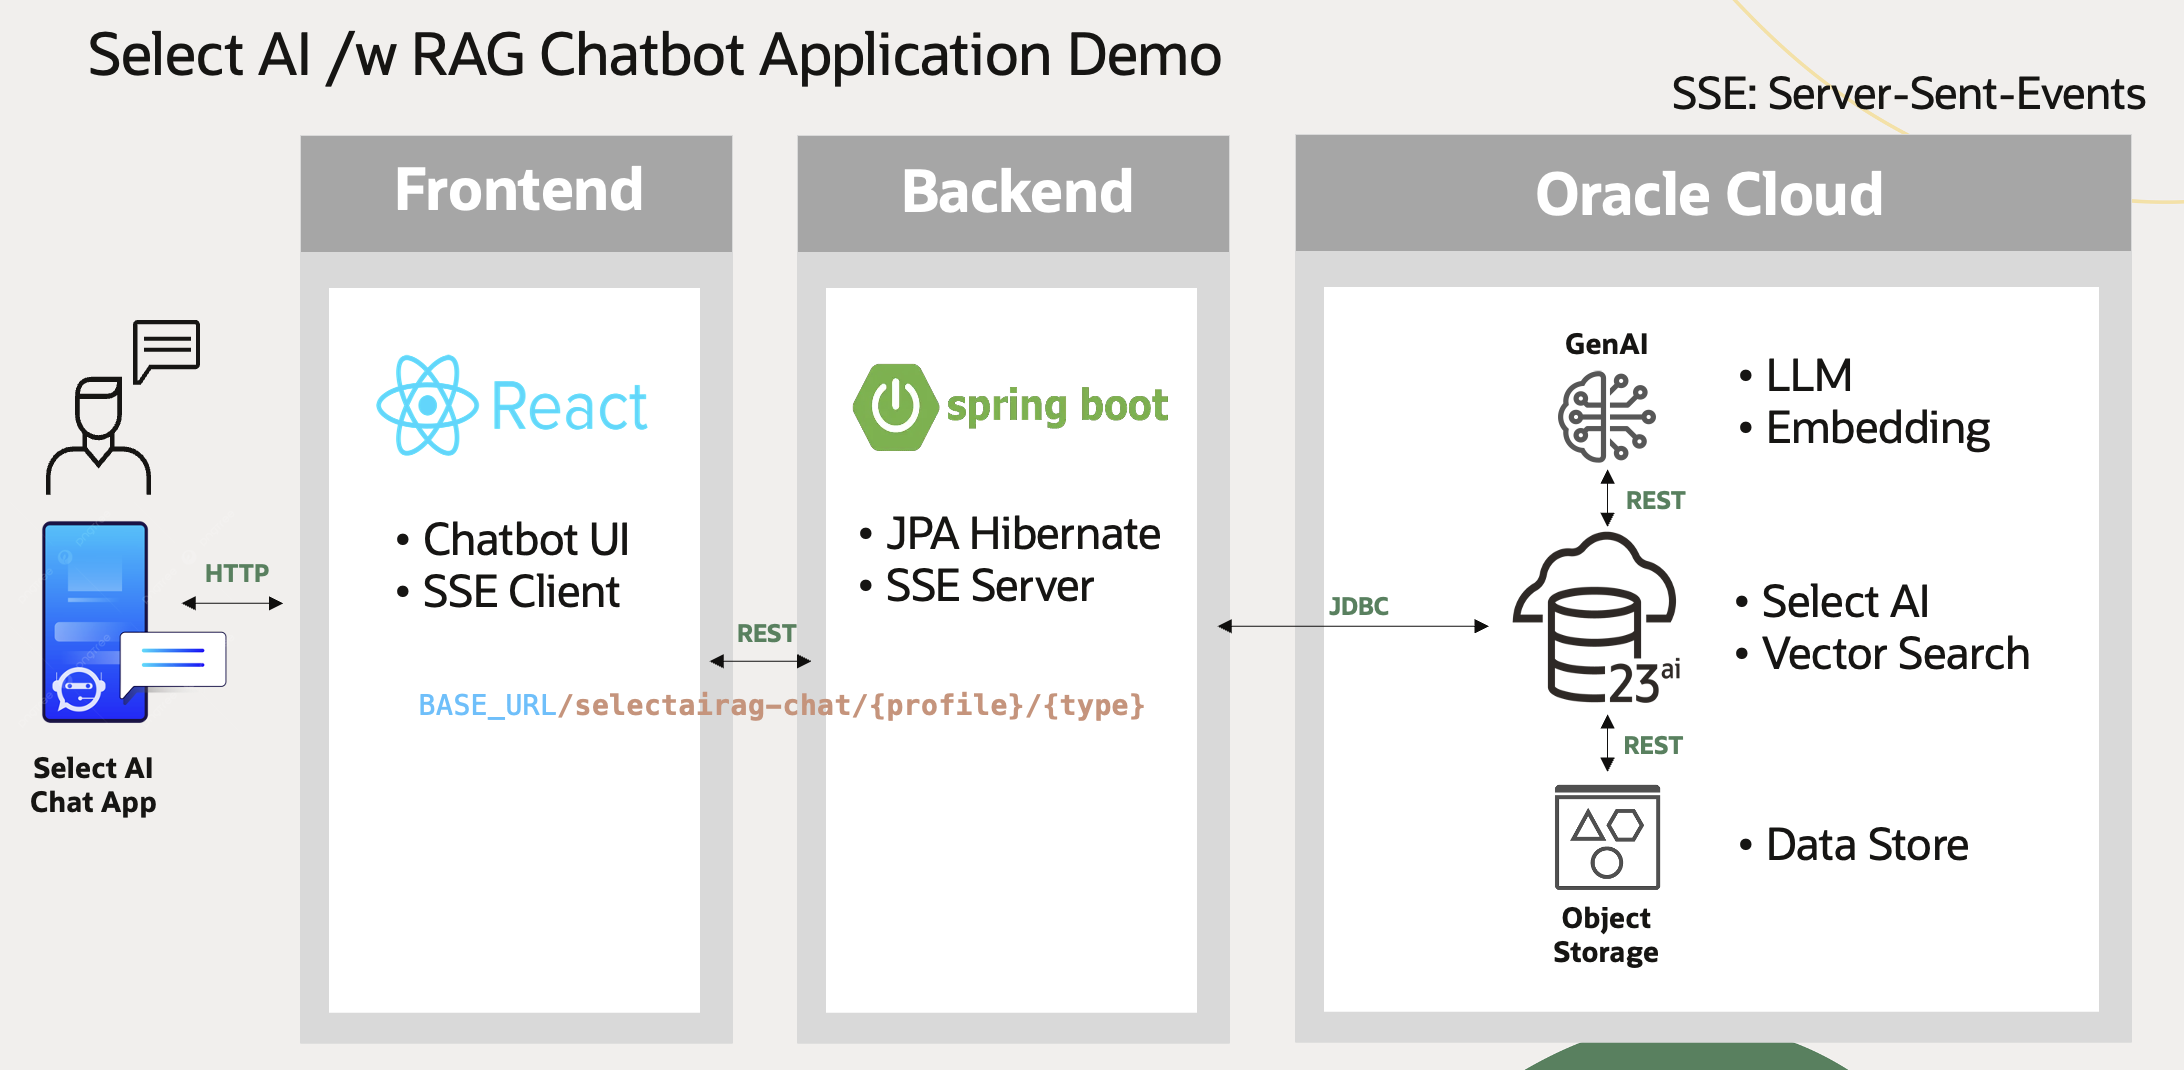 Select AI /w RAG Chatbot Application Demo
SSE: Server-Sent-Events
Frontend
Backend
Oracle Cloud
React
• Chatbot UI
• SSE Client
spring boot
• JPA Hibernate
• SSE Server
GenAI
• LLM
• Embedding
REST
HTTP
REST
JDBC
• Select AI
• Vector Search
23ai
BASE_URL/selectairag-chat/{profile}/{type}
REST
Select AI
Chat App
• Data Store
Object
Storage